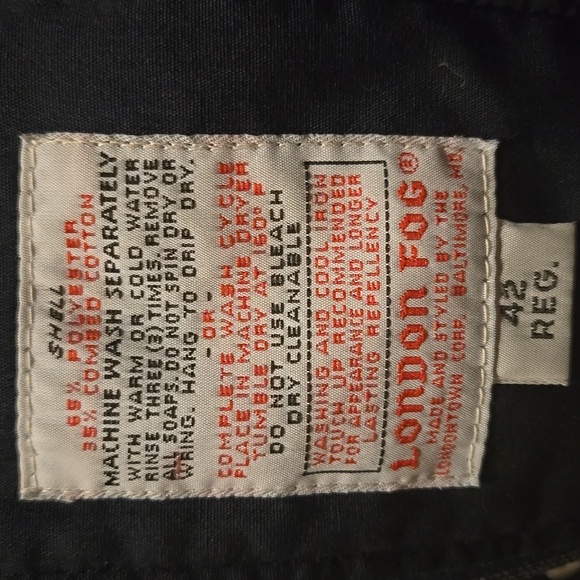 SHELL
65% POLYESTER
35% COMBED COTTON
MACHINE WASH SEPARATELY
WITH WARM OR COLD WATER
RINSE THREE (3) TIMES. REMOVE
ALL SOAPS. DO NOT SPIN DRY OR
WRING. HANG TO DRIP DRY.
- OR -
COMPLETE WASH CYCLE
PLACE IN MACHINE DRYER
TUMBLE DRY AT 160° F
DO NOT USE BLEACH
DRY CLEANABLE
WASHING AND COOL IRON
TOUCH UP RECOMMENDED
FOR APPEARANCE AND LONGER
LASTING REPELLENCY
LONDON FOG®
MADE AND STYLED BY THE
LONDONTOWN CORP. BALTIMORE, MD.
42
REG.